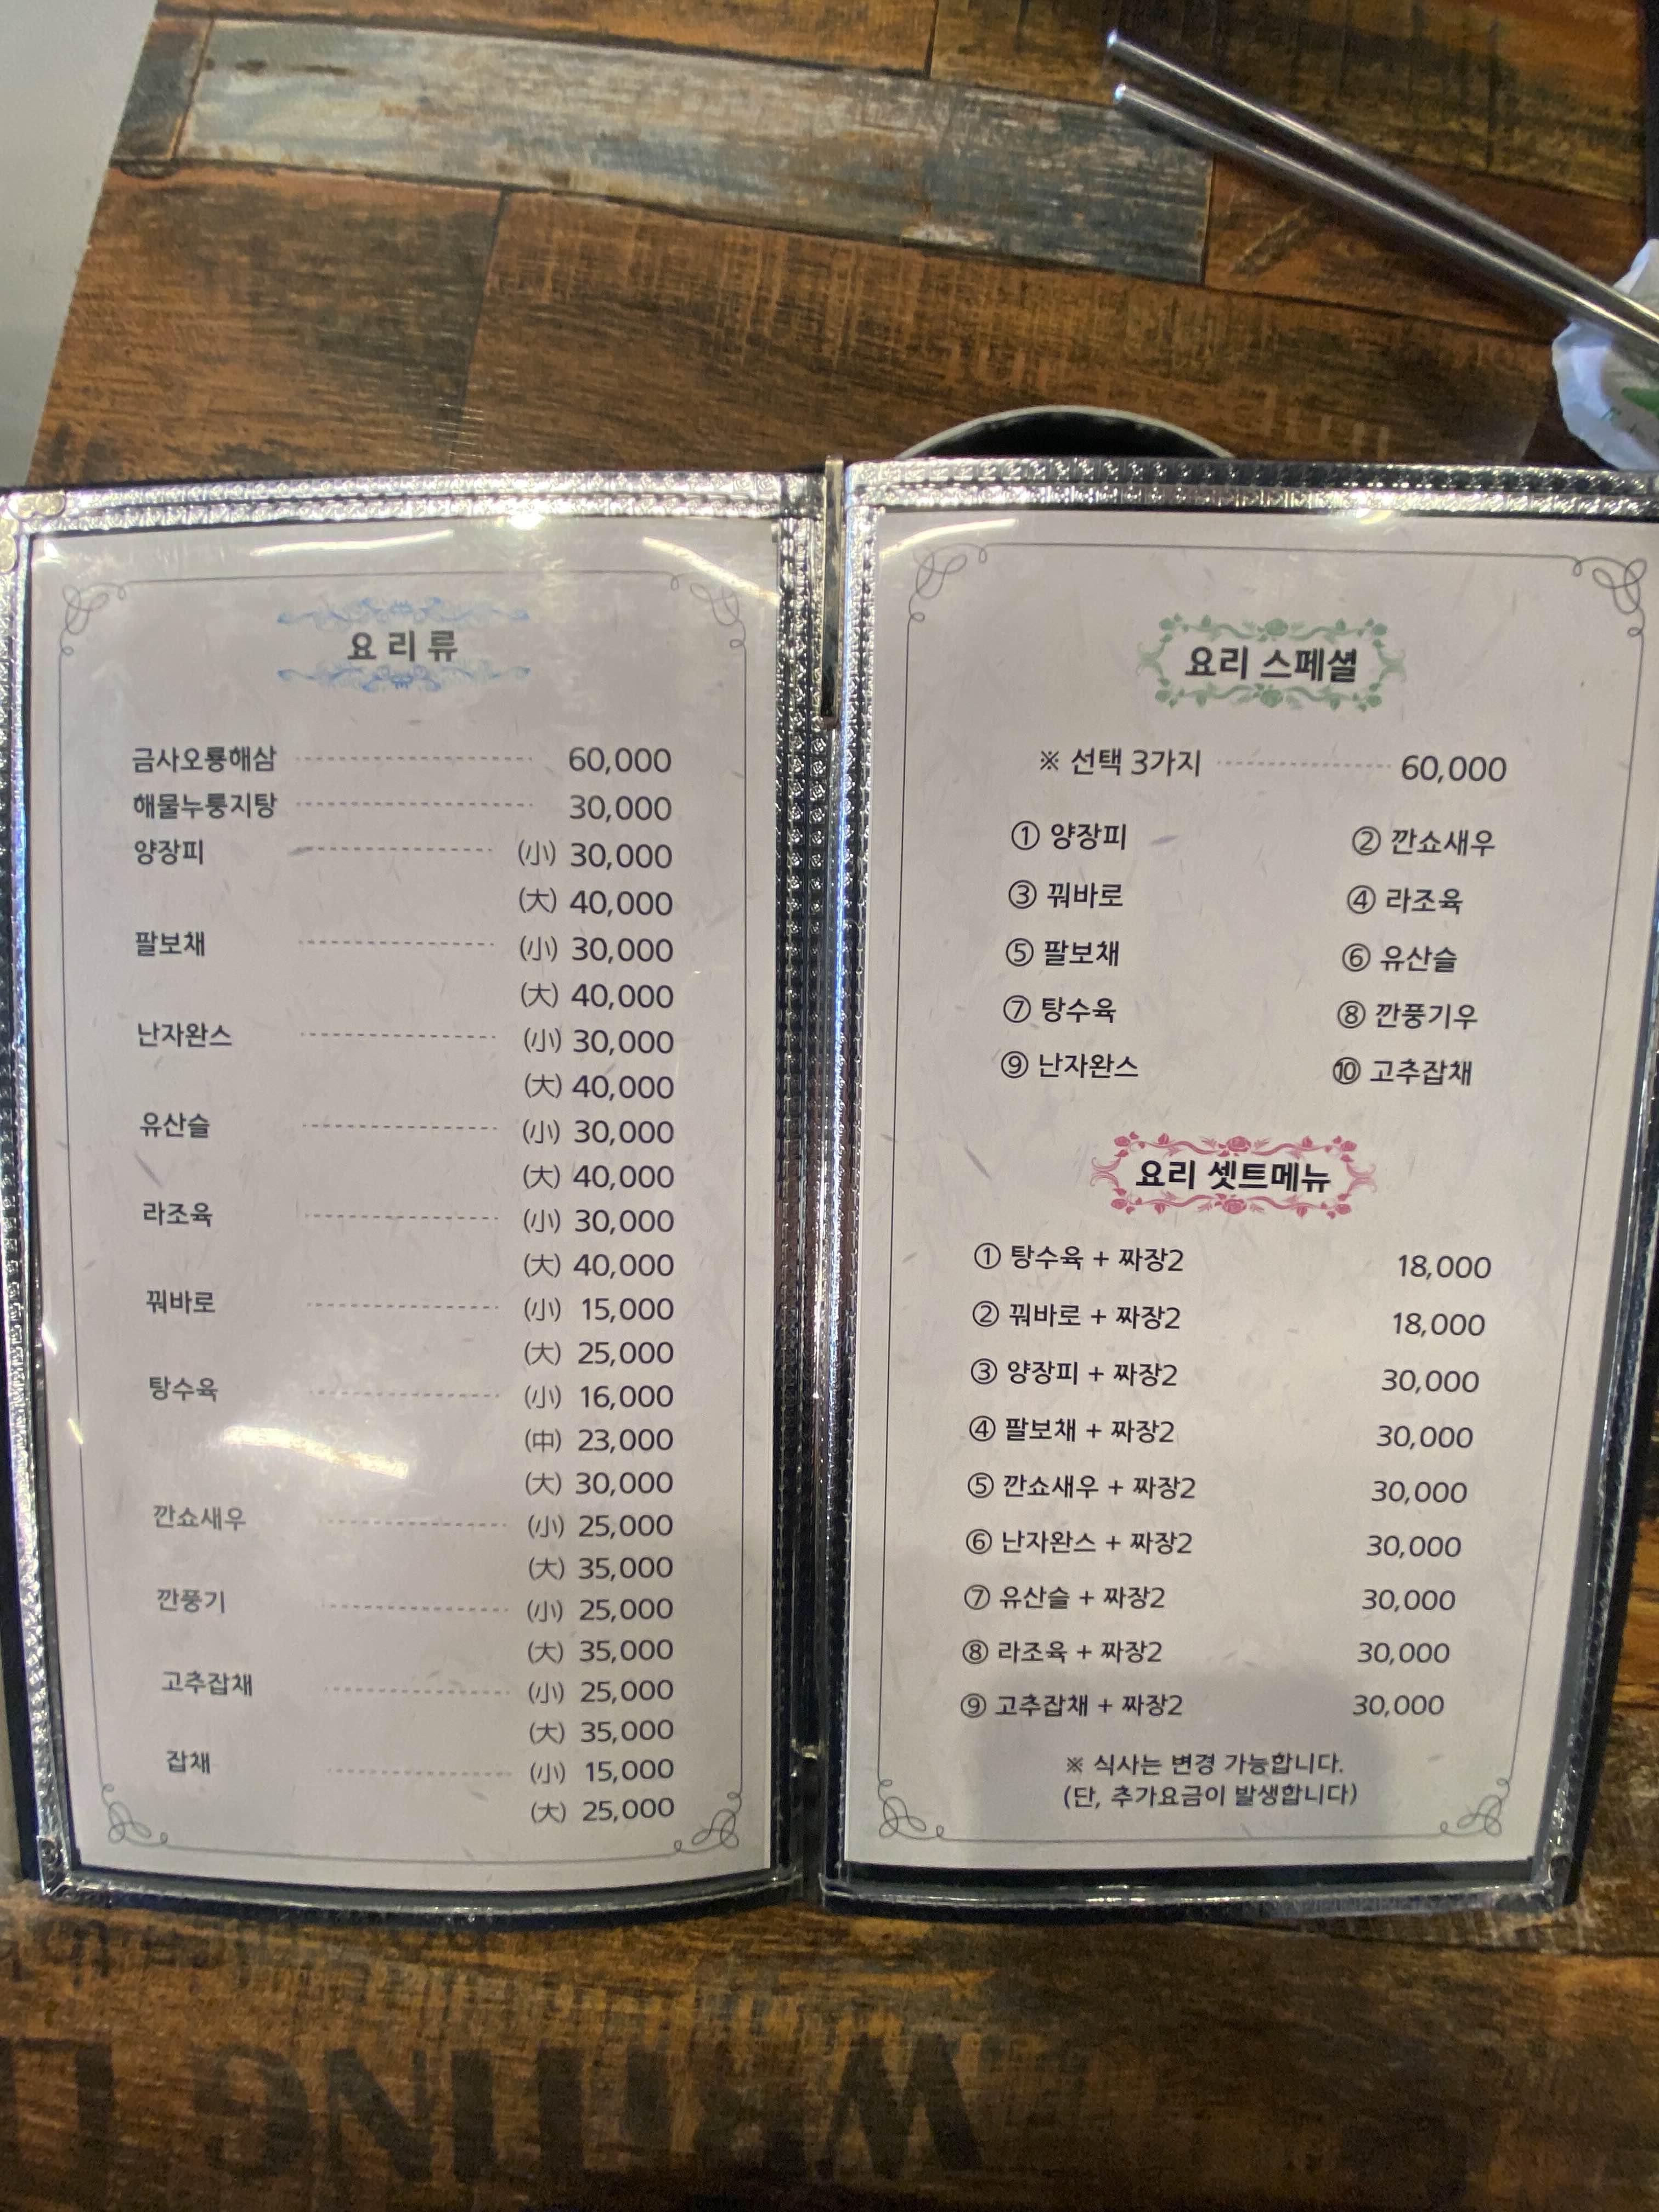 요리류
금사오룡해삼 60,000
해물누룽지탕 30,000
양장피 (小) 30,000
(大) 40,000
팔보채 (小) 30,000
(大) 40,000
난자완스 (小) 30,000
(大) 40,000
유산슬 (小) 30,000
(大) 40,000
라조육 (小) 30,000
(大) 40,000
꿔바로 (小) 15,000
(大) 25,000
탕수육 (小) 16,000
(中) 23,000
(大) 30,000
깐쇼새우 (小) 25,000
(大) 35,000
깐풍기 (小) 25,000
(大) 35,000
고추잡채 (小) 25,000
(大) 35,000
잡채 (小) 15,000
(大) 25,000
요리 스페셜
※ 선택 3가지 60,000
① 양장피 ② 깐쇼새우
③ 꿔바로 ④ 라조육
⑤ 팔보채 ⑥ 유산슬
⑦ 탕수육 ⑧ 깐풍기우
⑨ 난자완스 ⑩ 고추잡채
요리 셋트메뉴
① 탕수육 + 짜장2 18,000
② 꿔바로 + 짜장2 18,000
③ 양장피 + 짜장2 30,000
④ 팔보채 + 짜장2 30,000
⑤ 깐쇼새우 + 짜장2 30,000
⑥ 난자완스 + 짜장2 30,000
⑦ 유산슬 + 짜장2 30,000
⑧ 라조육 + 짜장2 30,000
⑨ 고추잡채 + 짜장2 30,000
※ 식사는 변경 가능합니다.
(단, 추가요금이 발생합니다)